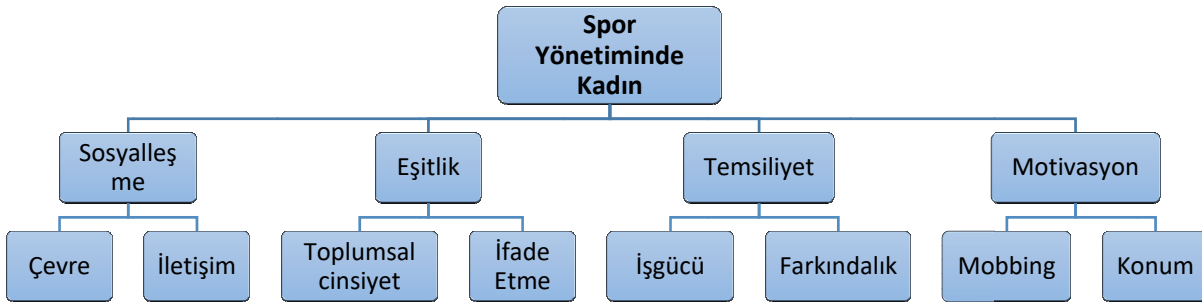 Spor
Yönetiminde
Kadın
Sosyalleş
me
Eşitlik
Temsiliyet
Motivasyon
Çevre
İletişim
Toplumsal
cinsiyet
İfade
Etme
İşgücü
Farkındalık
Mobbing
Konum